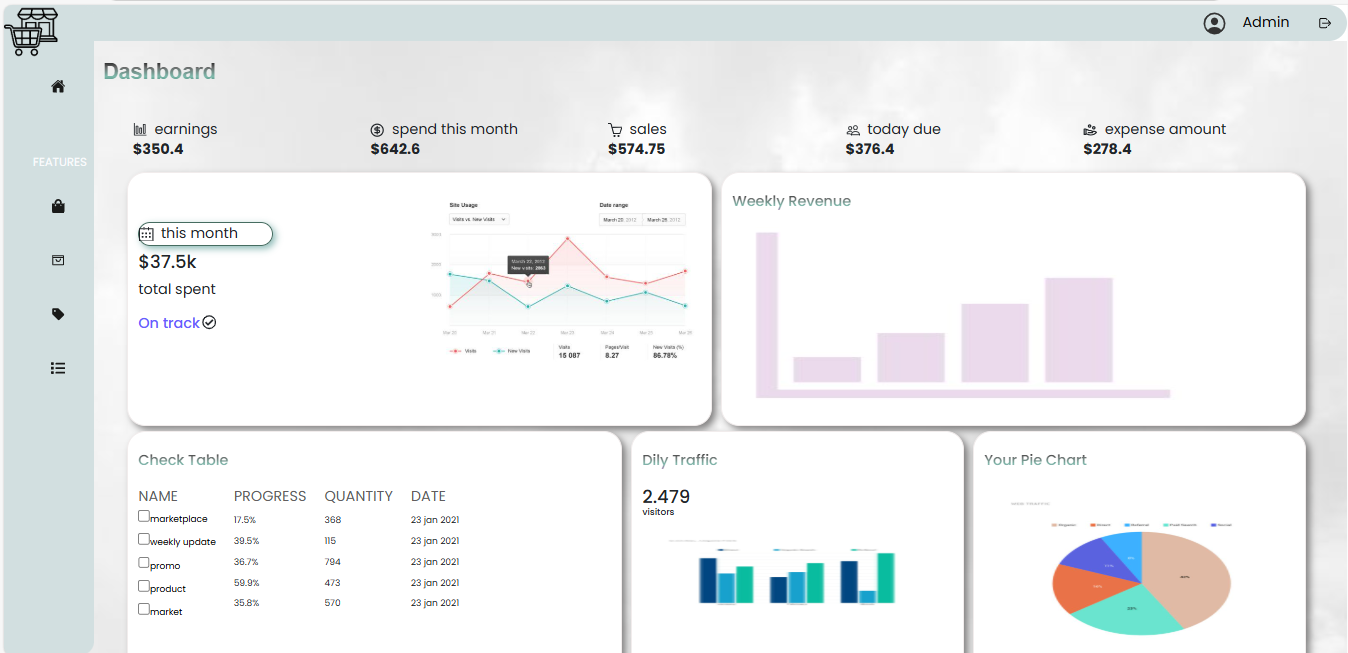 Admin
Dashboard
earnings
$350.4
spend this month
$642.6
sales
$574.75
today due
$376.4
expense amount
$278.4
FEATURES
this month
$37.5k
total spent
On track
Site Usage
Visits vs. New Visits
Date range
March 20 2012 March 26 2012
March 22, 2012
New visits: 2063
Mar 20 Mar 21 Mar 22 Mar 23 Mar 24 Mar 25 Mar 26
Visits New Visits
Visits
15 087
Pages/Visit
8.27
New Visits (%)
86.78%
Weekly Revenue
Check Table
NAME PROGRESS QUANTITY DATE
marketplace 17.5% 368 23 jan 2021
weekly update 39.5% 115 23 jan 2021
promo 36.7% 794 23 jan 2021
product 59.9% 473 23 jan 2021
market 35.8% 570 23 jan 2021
Dily Traffic
2.479
visitors
Your Pie Chart